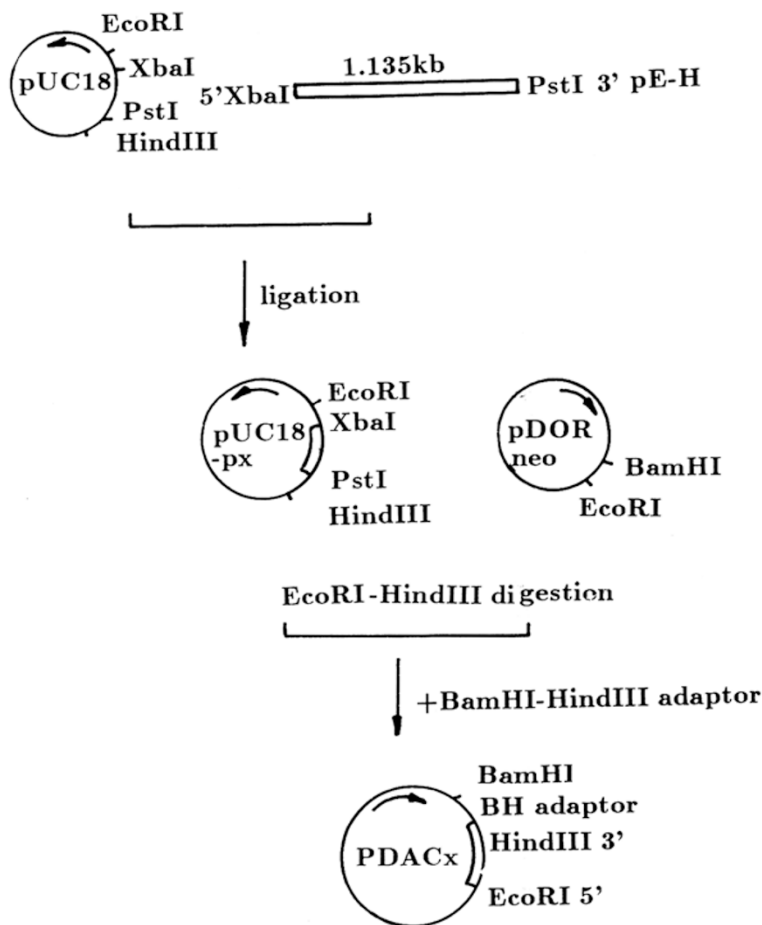 EcoRI
XbaI
pUC18
PstI
HindIII
1.135kb
5'XbaI
PstI 3' pE-H
ligation
EcoRI
XbaI
pUC18
-px
PstI
HindIII
pDOR
neo
BamHI
EcoRI
EcoRI-HindIII digestion
+BamHI-HindIII adaptor
BamHI
BH adaptor
HindIII 3'
PDACx
EcoRI 5'